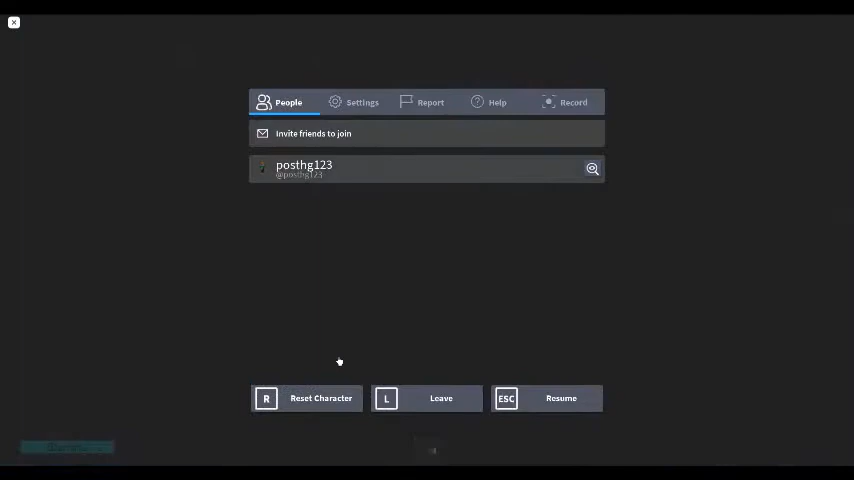 People
Settings
Report
Help
Record
Invite friends to join
posthg123
@posthg123
R
Reset Character
L
Leave
ESC
Resume